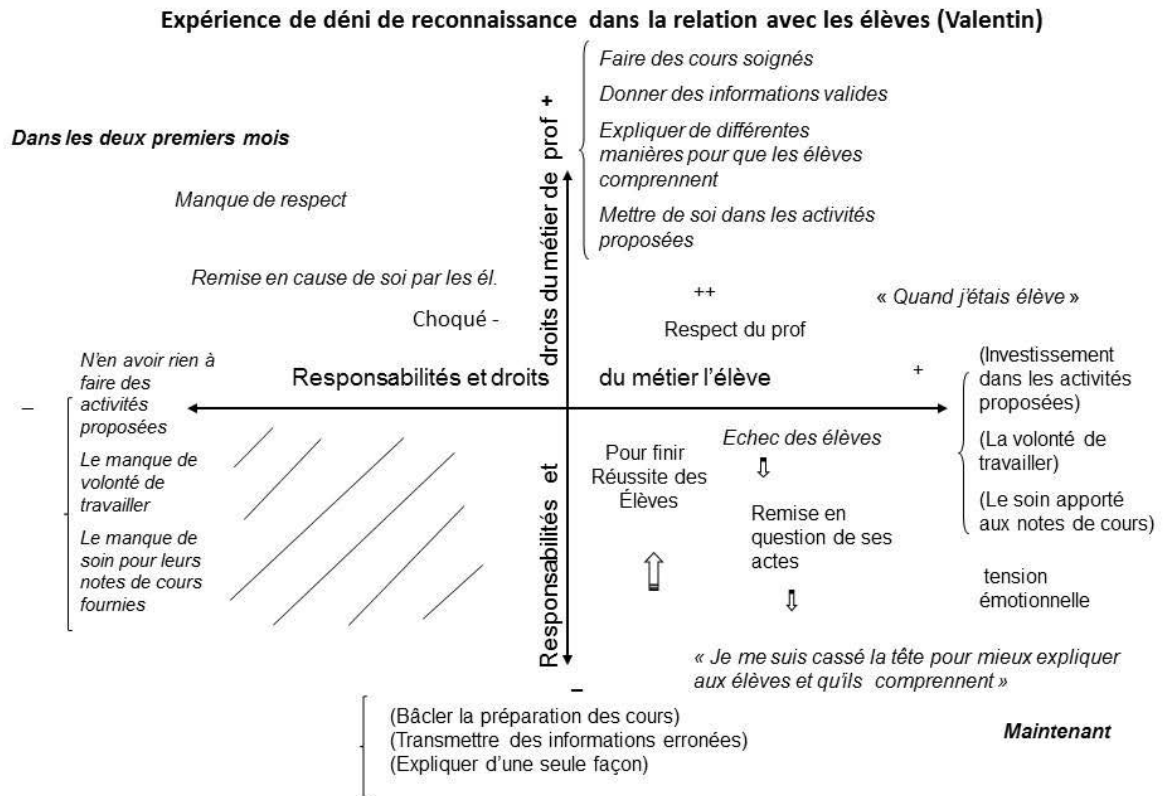 Expérience de déni de reconnaissance dans la relation avec les élèves (Valentin)
Faire des cours soignés
Donner des informations valides
Expliquer de différentes
manières pour que les élèves
comprennent
Mettre de soi dans les activités
proposées
Dans les deux premiers mois
Manque de respect
Remise en cause de soi par les él.
Choqué -
++
Respect du prof
« Quand j'étais élève »
Responsabilités et droits du métier de prof +
Responsabilités et droits du métier l'élève
+
–
N'en avoir rien à
faire des
activités
proposées
Le manque de
volonté de
travailler
Le manque de
soin pour leurs
notes de cours
fournies
(Investissement
dans les activités
proposées)
(La volonté de
travailler)
(Le soin apporté
aux notes de cours)
tension
émotionnelle
Pour finir
Réussite des
Élèves
Echec des élèves
⇩
Remise en
question de ses
actes
⇩
⇧
« Je me suis cassé la tête pour mieux expliquer
aux élèves et qu'ils comprennent »
–
(Bâcler la préparation des cours)
(Transmettre des informations erronées)
(Expliquer d'une seule façon)
Maintenant